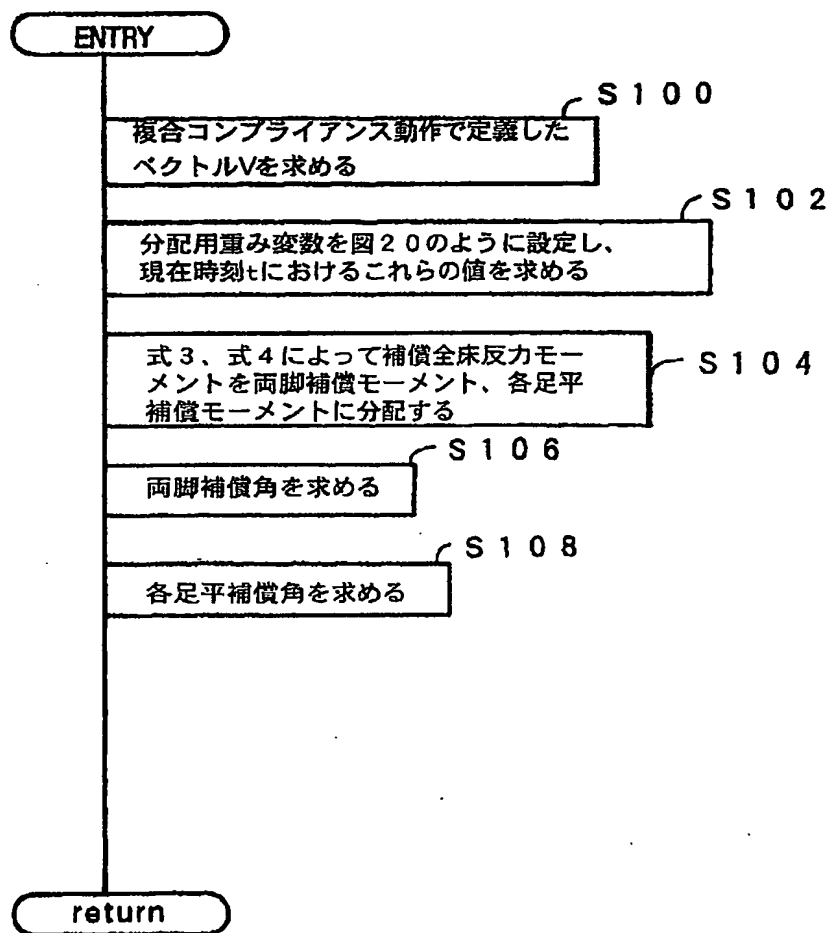 ENTRY
S100
複合コンプライアンス動作で定義した
ベクトルVを求める
S102
分配用重み変数を図20のように設定し、
現在時刻tにおけるこれらの値を求める
S104
式3、式4によって補償全床反力モー
メントを両脚補償モーメント、各足平
補償モーメントに分配する
S106
両脚補償角を求める
S108
各足平補償角を求める
return